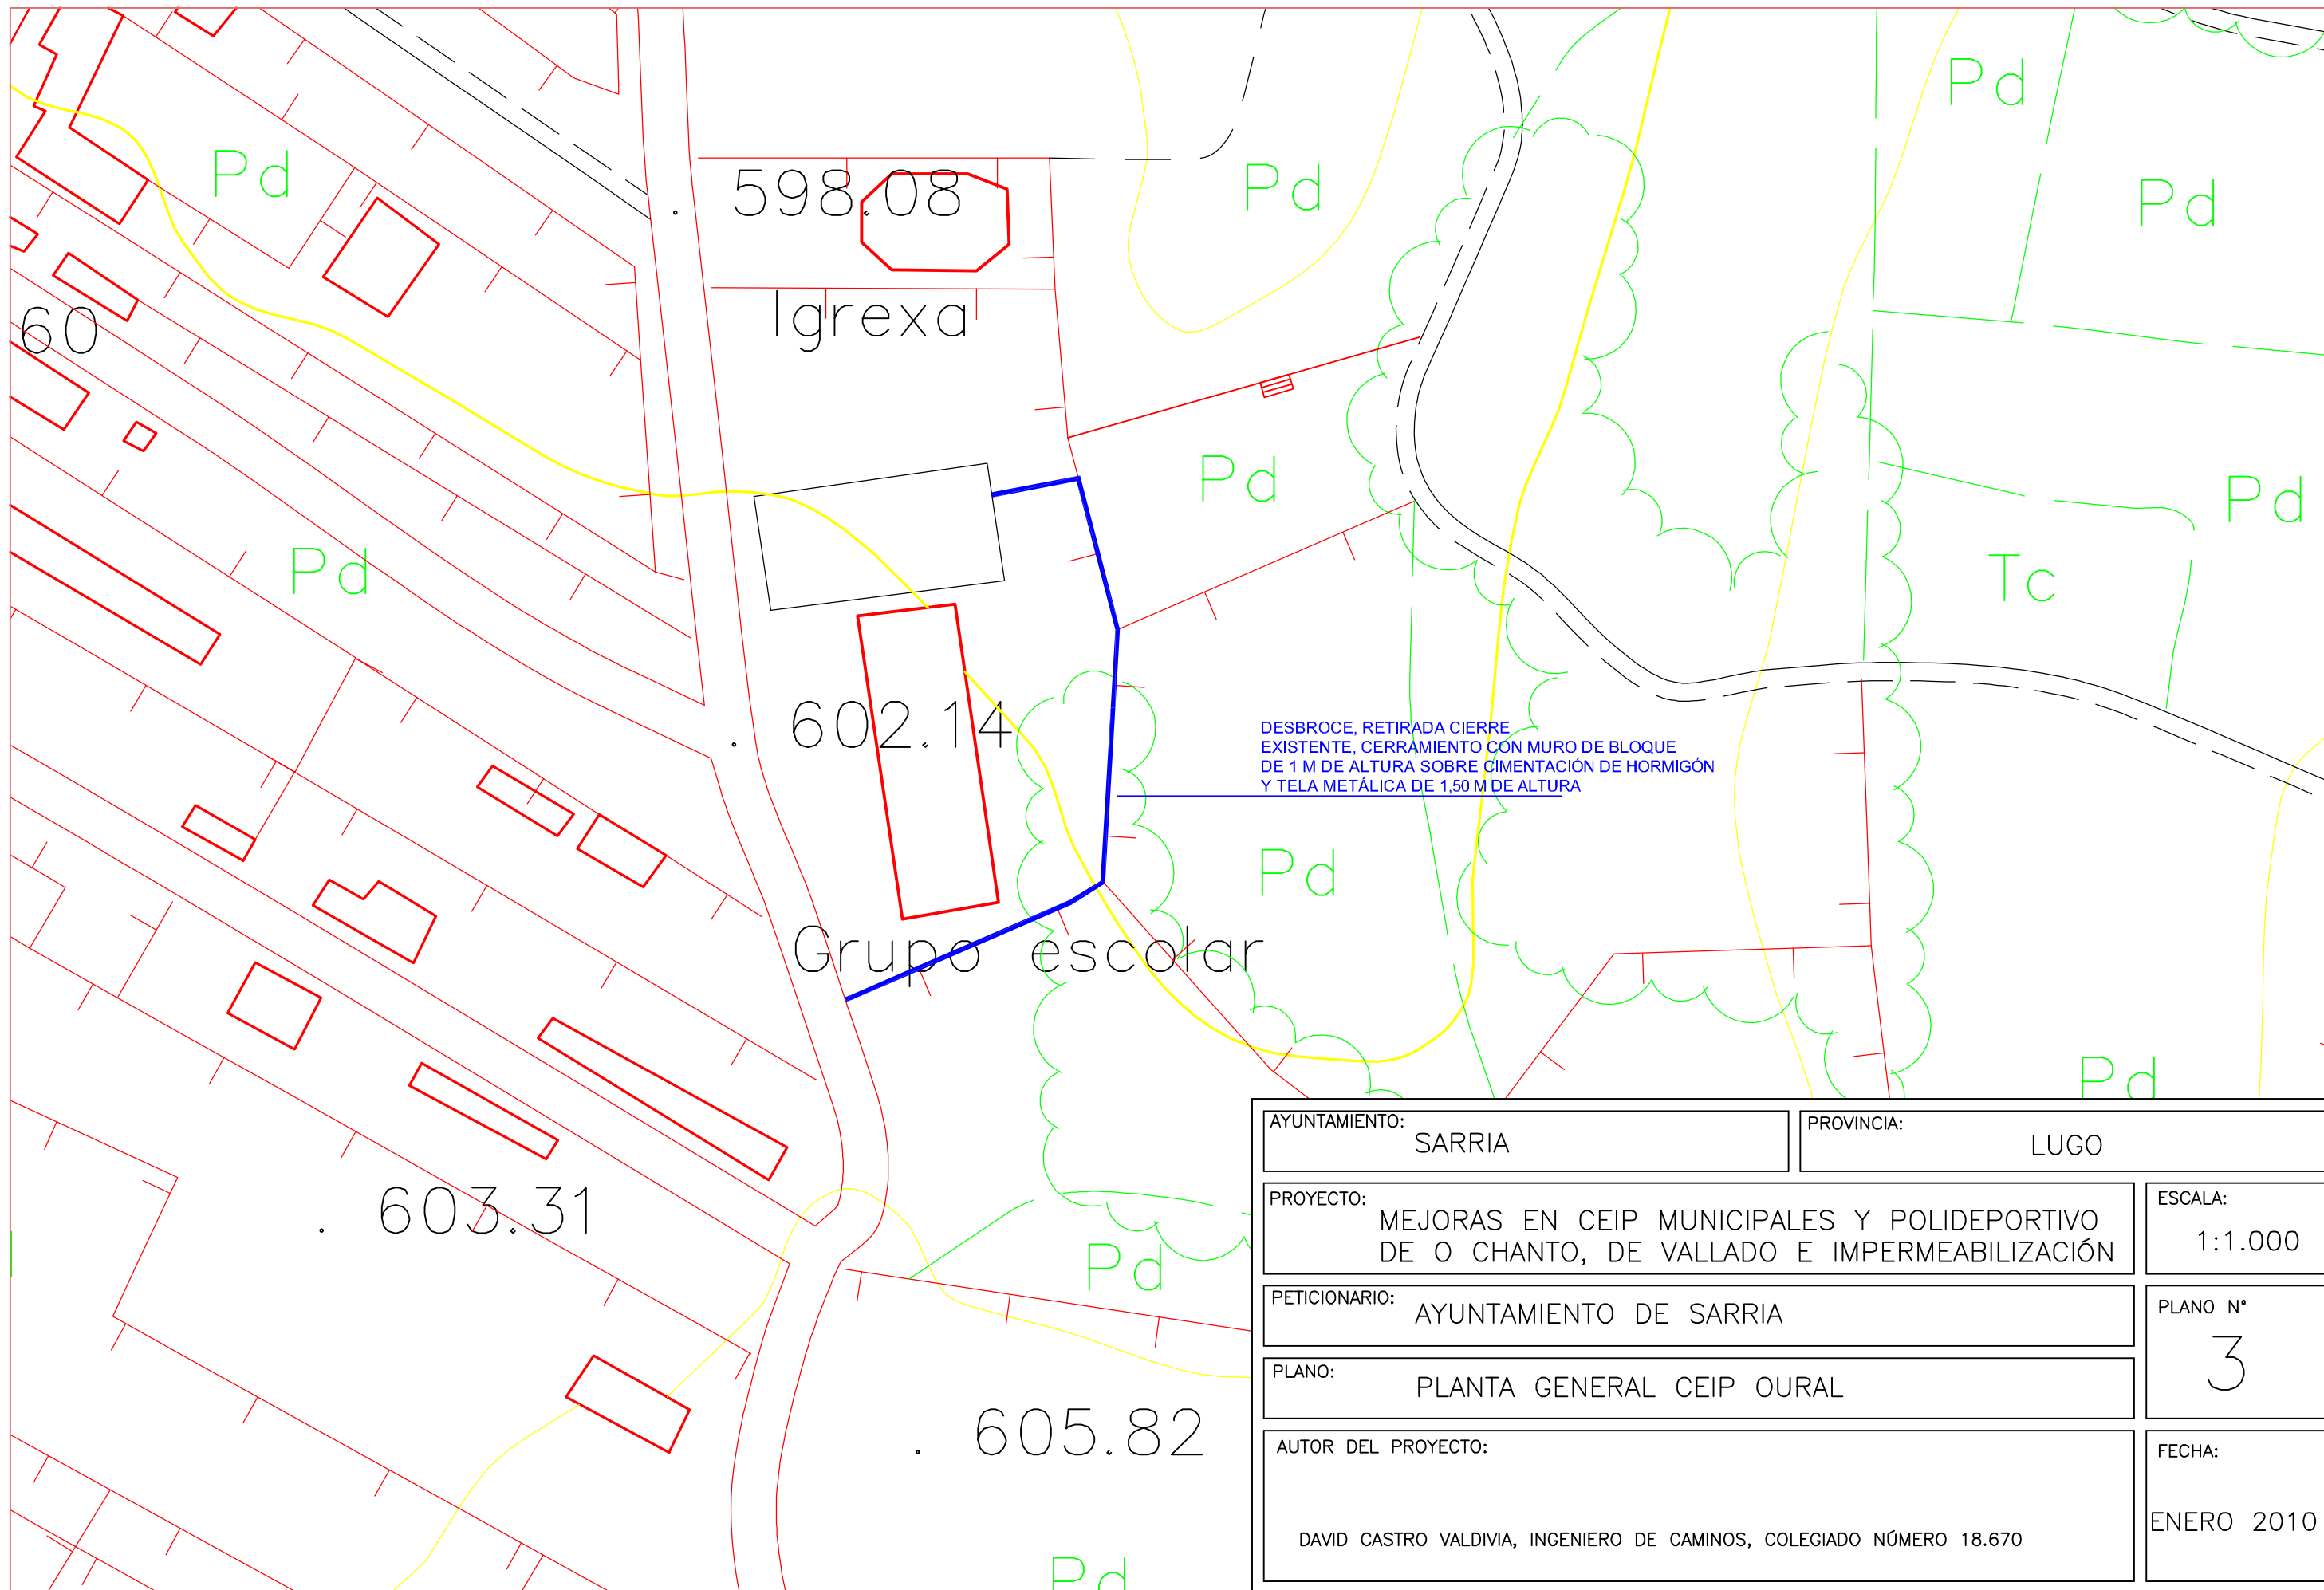 Pd
Pd
598.08
Pd
Pd
Igrexa
60
Pd
Pd
Pd
Tc
602.14
DESBROCE, RETIRADA CIERRE
EXISTENTE, CERRAMIENTO CON MURO DE BLOQUE
DE 1 M DE ALTURA SOBRE CIMENTACIÓN DE HORMIGÓN
Y TELA METÁLICA DE 1,50 M DE ALTURA
Pd
Grupo escolar
Pd
603.31
Pd
605.82
Pd
AYUNTAMIENTO:
SARRIA
PROVINCIA:
LUGO
PROYECTO:
MEJORAS EN CEIP MUNICIPALES Y POLIDEPORTIVO
DE O CHANTO, DE VALLADO E IMPERMEABILIZACIÓN
ESCALA:
1:1.000
PETICIONARIO:
AYUNTAMIENTO DE SARRIA
PLANO Nº
3
PLANO:
PLANTA GENERAL CEIP OURAL
AUTOR DEL PROYECTO:
DAVID CASTRO VALDIVIA, INGENIERO DE CAMINOS, COLEGIADO NÚMERO 18.670
FECHA:
ENERO 2010